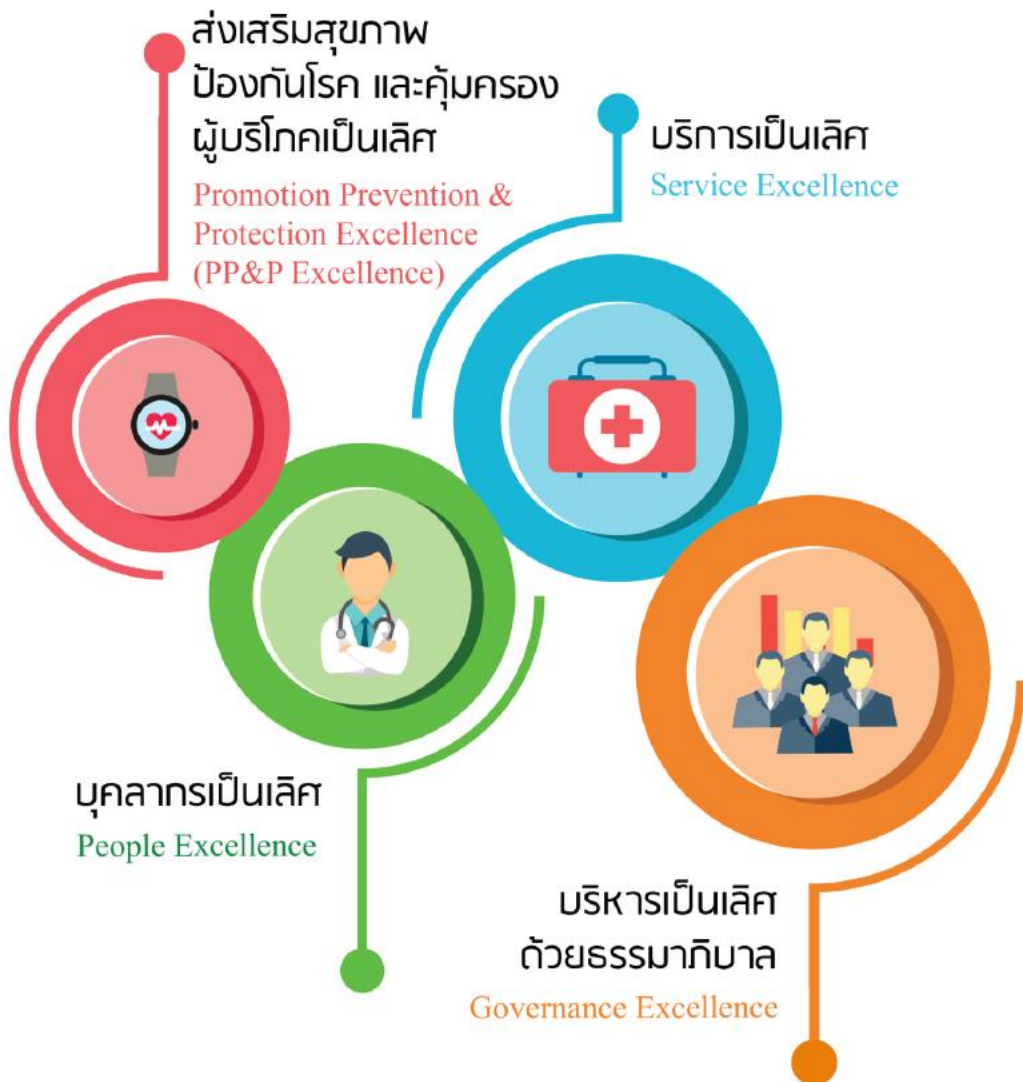 ส่งเสริมสุขภาพ
ป้องกันโรค และคุ้มครอง
ผู้บริโภคเป็นเลิศ
Promotion Prevention &
Protection Excellence
(PP&P Excellence)
บริการเป็นเลิศ
Service Excellence
บุคลากรเป็นเลิศ
People Excellence
บริหารเป็นเลิศ
ด้วยธรรมาภิบาล
Governance Excellence